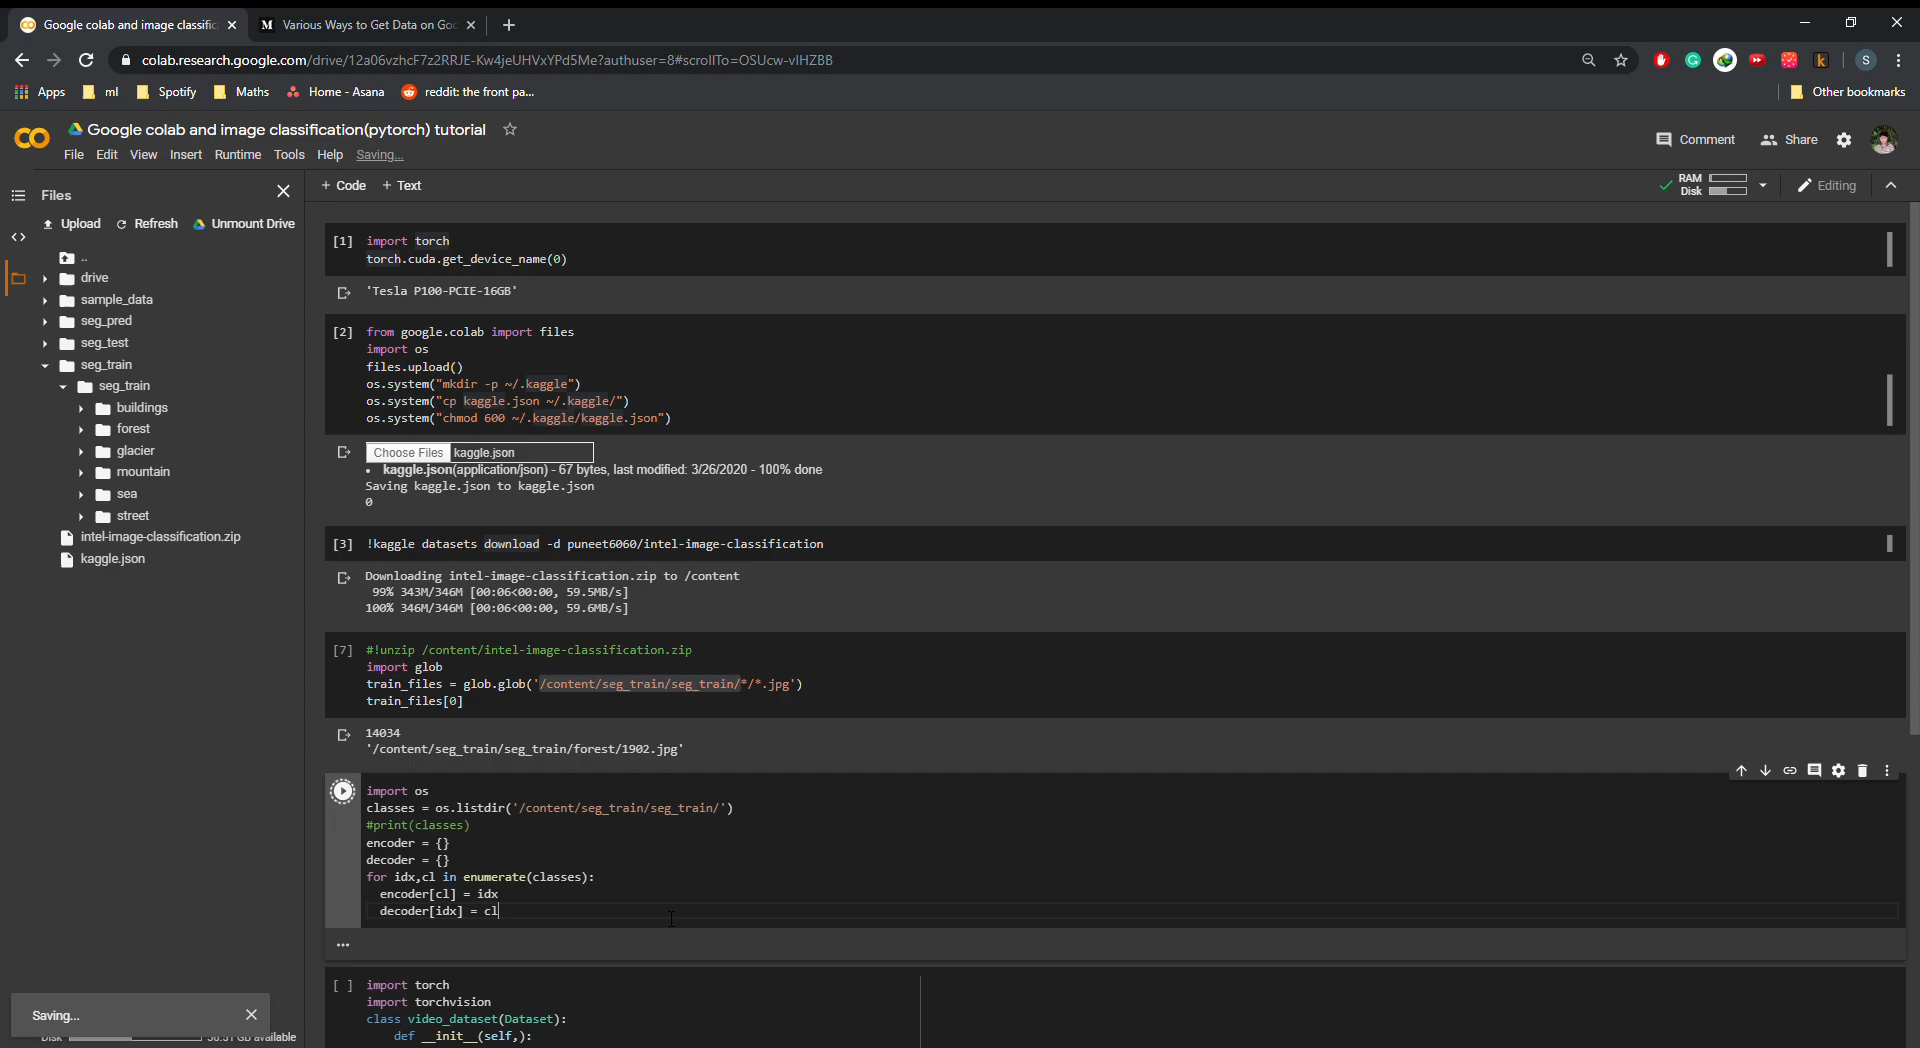 Google colab and image classific
M Various Ways to Get Data on Goo
colab.research.google.com/drive/12a06vzhcF7z2RRJE-Kw4jeUHVxYPd5Me?authuser=8#scrollTo=OSUcw-vIHZBB
S
Apps ml Spotify Maths Home - Asana reddit: the front pa... Other bookmarks
Google colab and image classification(pytorch) tutorial
File Edit View Insert Runtime Tools Help Saving...
Comment Share
Files
+ Code + Text
RAM
Disk
Editing
Upload Refresh Unmount Drive
..
drive
sample_data
seg_pred
seg_test
seg_train
seg_train
buildings
forest
glacier
mountain
sea
street
intel-image-classification.zip
kaggle.json
[1] import torch
torch.cuda.get_device_name(0)
'Tesla P100-PCIE-16GB'
[2] from google.colab import files
import os
files.upload()
os.system("mkdir -p ~/.kaggle")
os.system("cp kaggle.json ~/.kaggle/")
os.system("chmod 600 ~/.kaggle/kaggle.json")
Choose Files kaggle.json
• kaggle.json(application/json) - 67 bytes, last modified: 3/26/2020 - 100% done
Saving kaggle.json to kaggle.json
0
[3] !kaggle datasets download -d puneet6060/intel-image-classification
Downloading intel-image-classification.zip to /content
99% 343M/346M [00:06<00:00, 59.5MB/s]
100% 346M/346M [00:06<00:00, 59.6MB/s]
[7] #!unzip /content/intel-image-classification.zip
import glob
train_files = glob.glob('/content/seg_train/seg_train/*/*.jpg')
train_files[0]
14034
'/content/seg_train/seg_train/forest/1902.jpg'
import os
classes = os.listdir('/content/seg_train/seg_train/')
#print(classes)
encoder = {}
decoder = {}
for idx,cl in enumerate(classes):
encoder[cl] = idx
decoder[idx] = cl
...
[ ] import torch
import torchvision
class video_dataset(Dataset):
def __init__(self,):
Saving...
Disk available